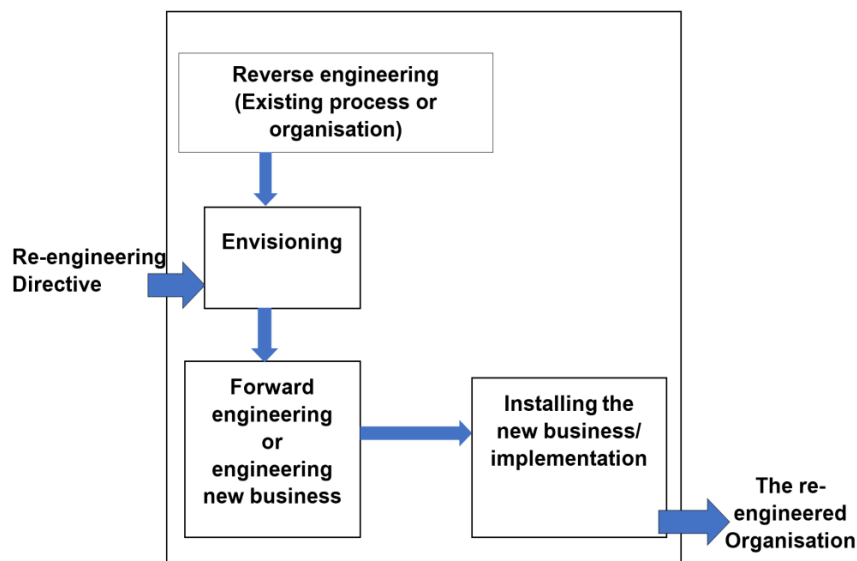 Reverse engineering
(Existing process or
organisation)
Envisioning
Re-engineering
Directive
Forward
engineering
or
engineering
new business
Installing the
new business/
implementation
The re-
engineered
Organisation